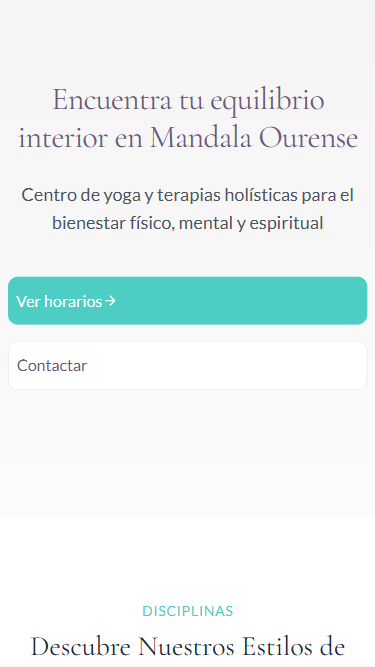 Encuentra tu equilibrio
interior en Mandala Ourense
Centro de yoga y terapias holísticas para el
bienestar físico, mental y espiritual
Ver horarios→
Contactar
DISCIPLINAS
Descubre Nuestros Estilos de